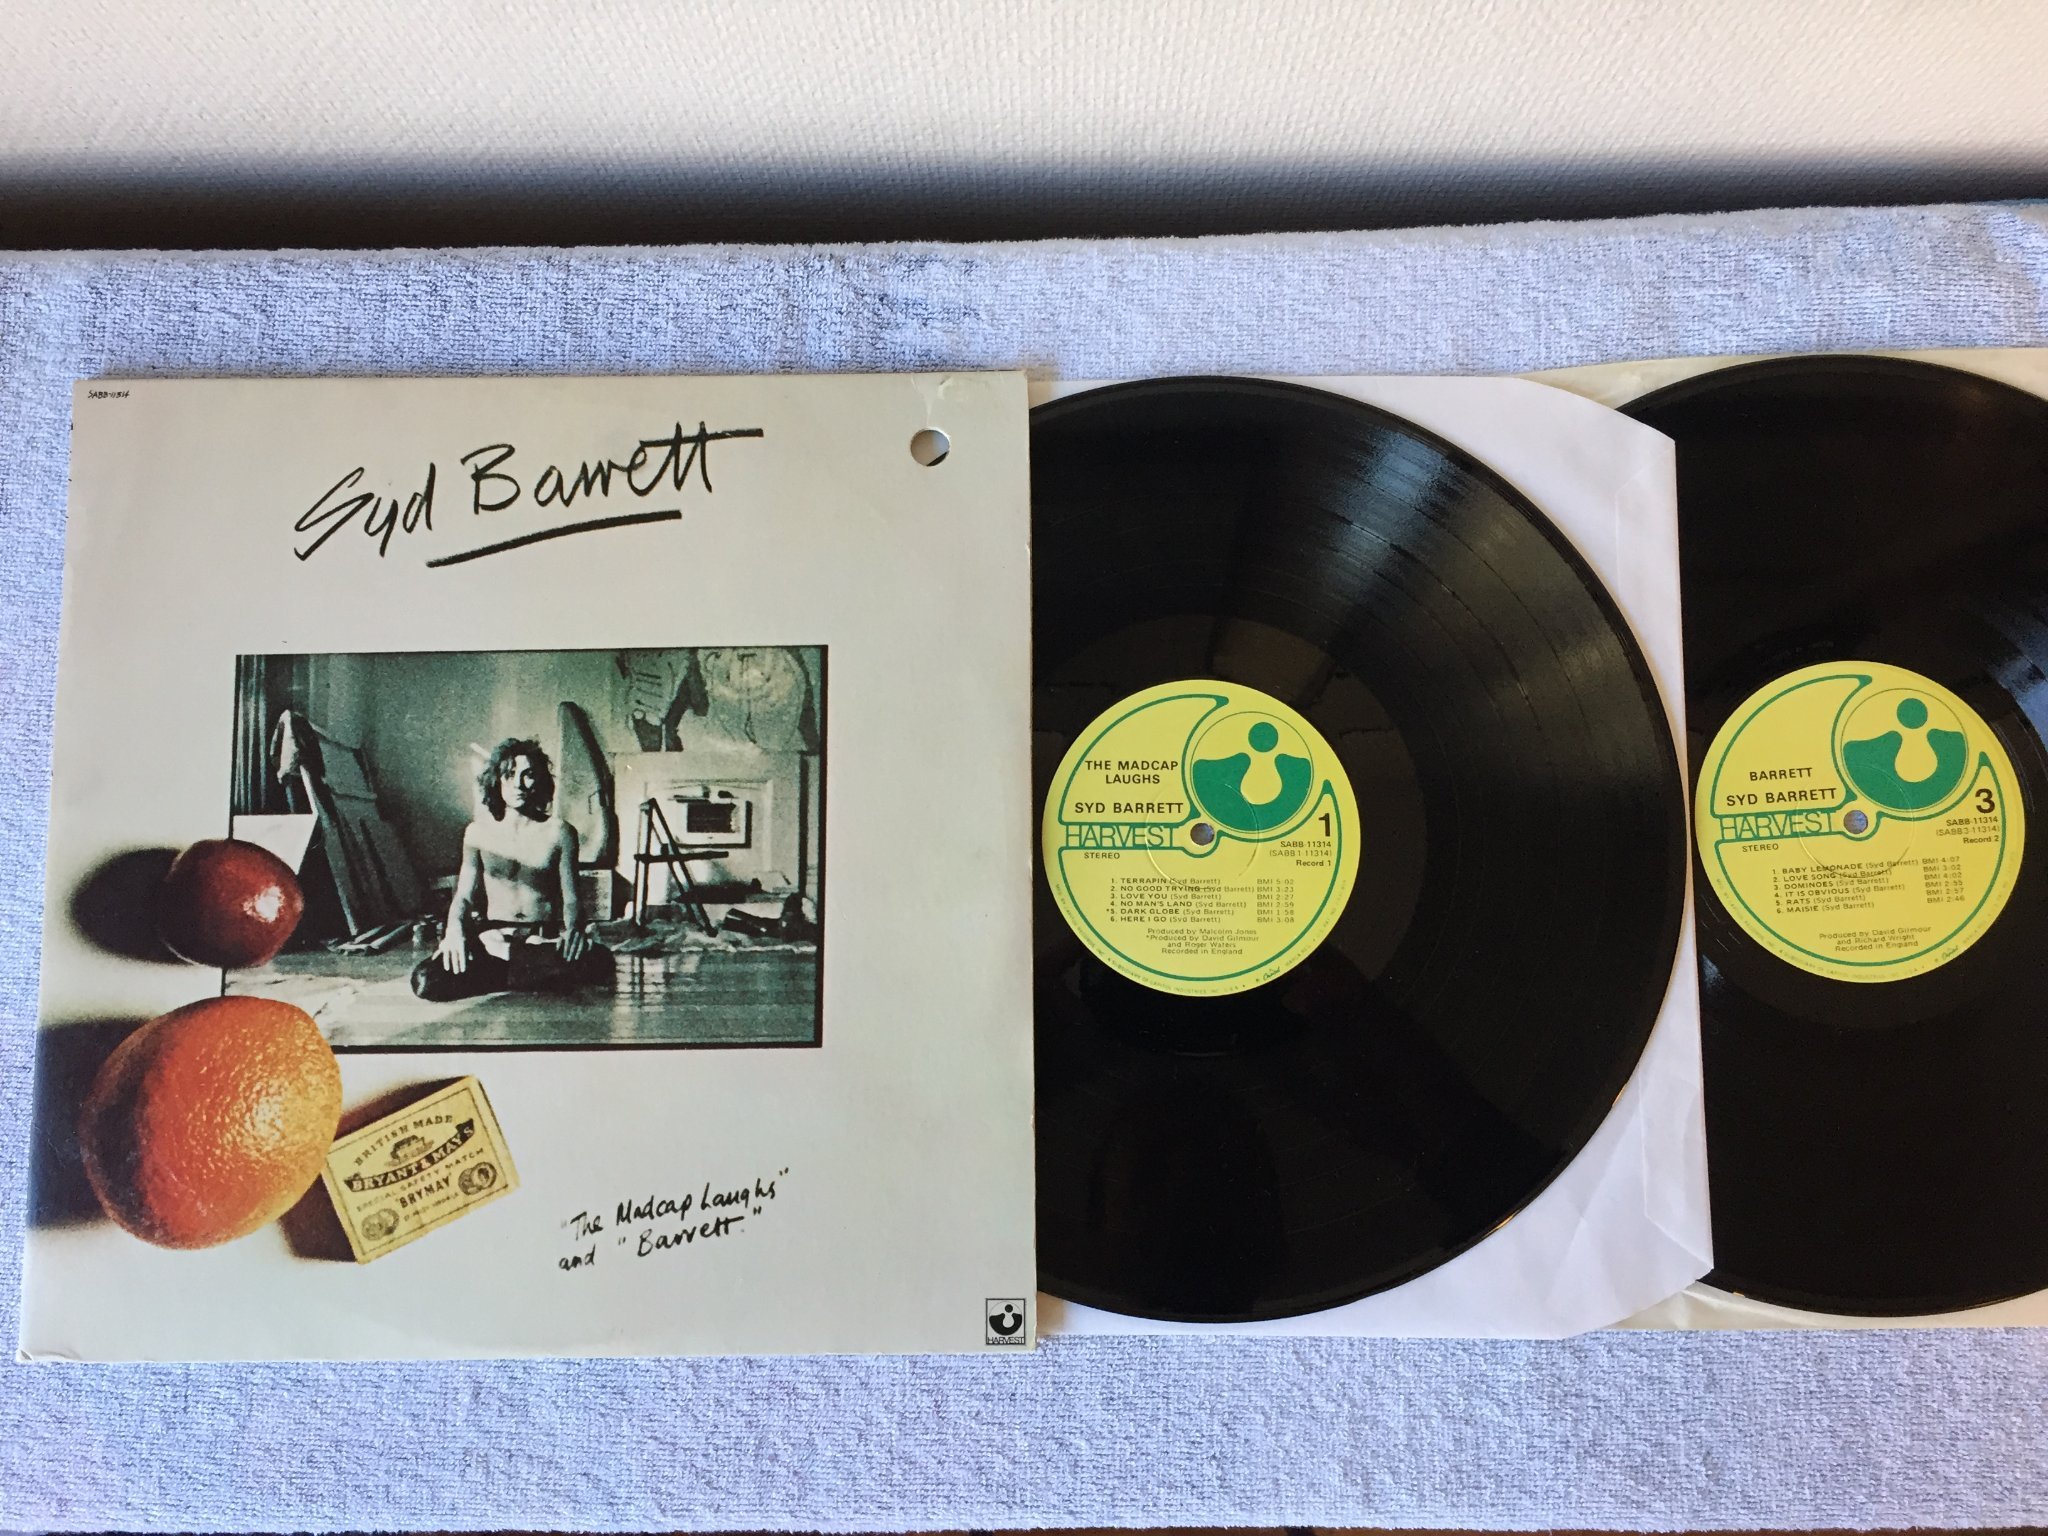 SABB-11314
Syd Barrett
BRITISH MADE
BRYANT & MAY'S
SPECIAL SAFETY MATCH
"BRYMAY"
"The Madcap Laughs"
and "Barrett."
HARVEST
THE MADCAP
LAUGHS
SYD BARRETT
HARVEST
STEREO
1
SABB-11314
(SABB1-11314)
Record 1
1. TERRAPIN (Syd Barrett) BMI 5:02
2. NO GOOD TRYING (Syd Barrett) BMI 3:23
3. LOVE YOU (Syd Barrett) BMI 2:27
4. NO MAN'S LAND (Syd Barrett) BMI 2:59
*5. DARK GLOBE (Syd Barrett) BMI 1:58
6. HERE I GO (Syd Barrett) BMI 3:08
Produced by Malcolm Jones
*Produced by David Gilmour
and Roger Waters
Recorded in England
BARRETT
SYD BARRETT
HARVEST
STEREO
3
SABB-11314
(SABB3-11314)
Record 2
1. BABY LEMONADE (Syd Barrett) BMI 4:07
2. LOVE SONG (Syd Barrett) BMI 3:02
3. DOMINOES (Syd Barrett) BMI 4:02
4. IT IS OBVIOUS (Syd Barrett) BMI 2:55
5. RATS (Syd Barrett) BMI 2:57
6. MAISIE (Syd Barrett) BMI 2:46
Produced by David Gilmour
and Richard Wright
Recorded in England